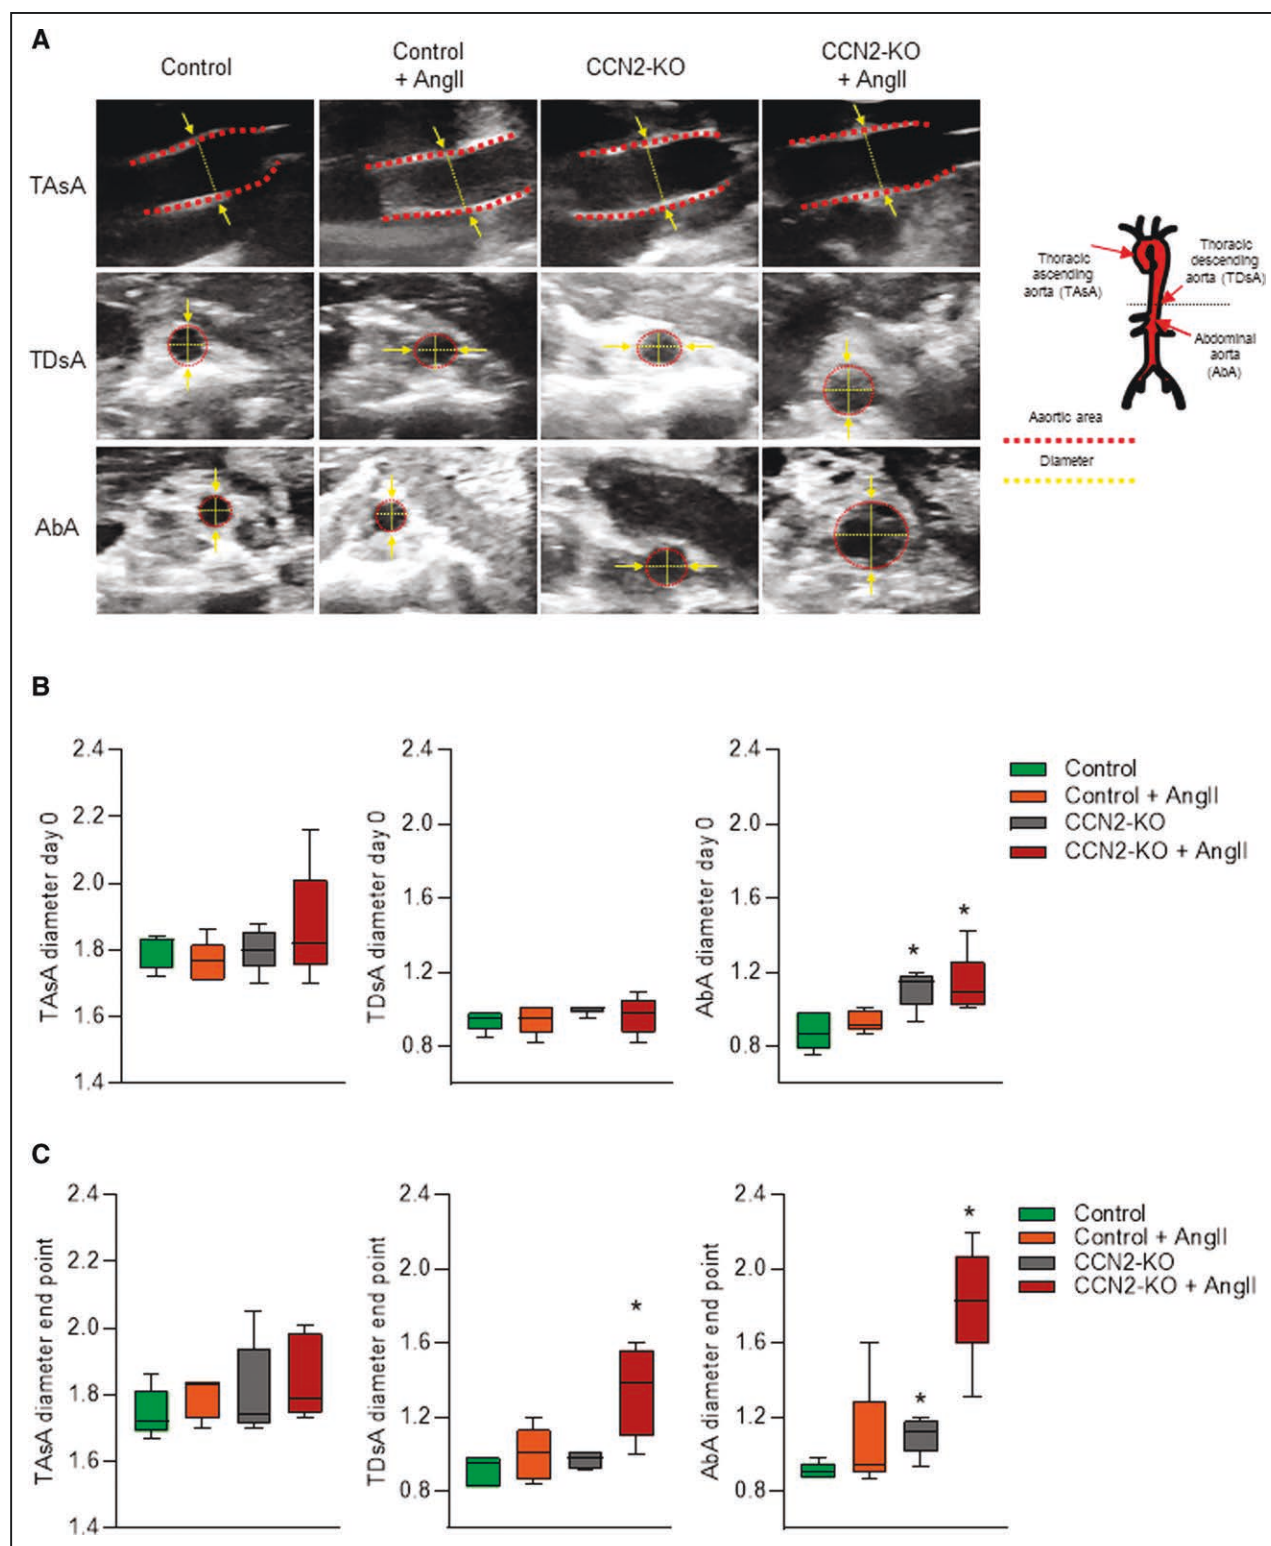 A
Control
Control
+ AngII
CCN2-KO
CCN2-KO
+ AngII
TAsA
TDsA
AbA
Thoracic
ascending
aorta (TAsA)
Thoracic
descending
aorta (TDsA)
Abdominal
aorta
(AbA)
Aaortic area
Diameter
B
TAsA diameter day 0
2.4
2.2
2.0
1.8
1.6
1.4
TDsA diameter day 0
2.4
2.0
1.6
1.2
0.8
AbA diameter day 0
2.4
2.0
1.6
1.2
0.8
*
*
Control
Control + AngII
CCN2-KO
CCN2-KO + AngII
C
TAsA diameter end point
2.4
2.2
2.0
1.8
1.6
1.4
TDsA diameter end point
2.4
2.0
1.6
1.2
0.8
*
AbA diameter end point
2.4
2.0
1.6
1.2
0.8
*
*
Control
Control + AngII
CCN2-KO
CCN2-KO + AngII